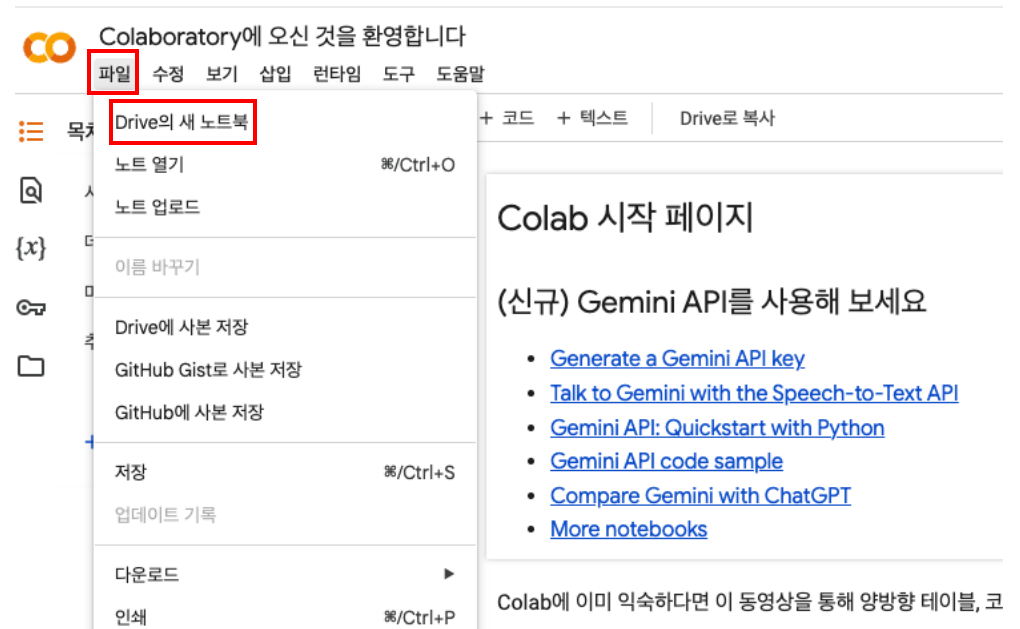 Colaboratory에 오신 것을 환영합니다
파일 수정 보기 삽입 런타임 도구 도움말
+ 코드 + 텍스트 Drive로 복사
Drive의 새 노트북
노트 열기 ⌘/Ctrl+O
노트 업로드
이름 바꾸기
Drive에 사본 저장
GitHub Gist로 사본 저장
GitHub에 사본 저장
저장 ⌘/Ctrl+S
업데이트 기록
다운로드
인쇄 ⌘/Ctrl+P
{x}
Colab 시작 페이지
(신규) Gemini API를 사용해 보세요
Generate a Gemini API key
Talk to Gemini with the Speech-to-Text API
Gemini API: Quickstart with Python
Gemini API code sample
Compare Gemini with ChatGPT
More notebooks
Colab에 이미 익숙하다면 이 동영상을 통해 양방향 테이블, 코